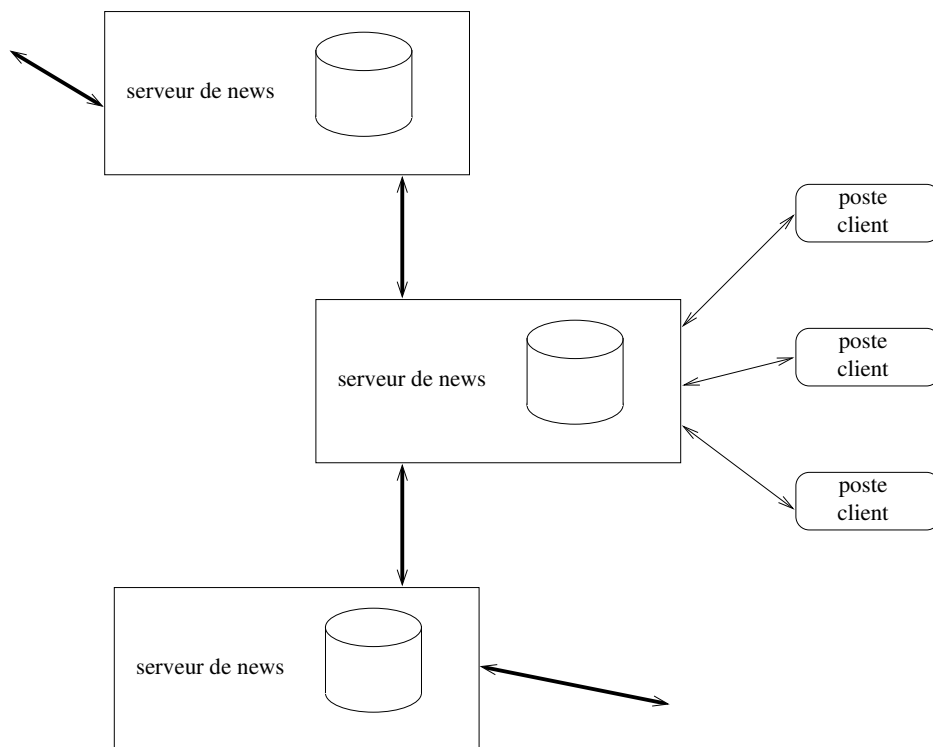 serveur de news
poste
client
serveur de news
poste
client
poste
client
serveur de news